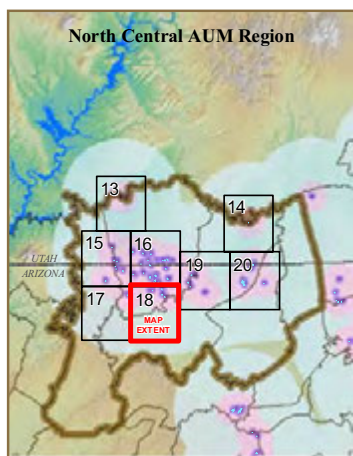 North Central AUM Region
13
14
15
16
UTAH
ARIZONA
19
20
17
18
MAP
EXTENT